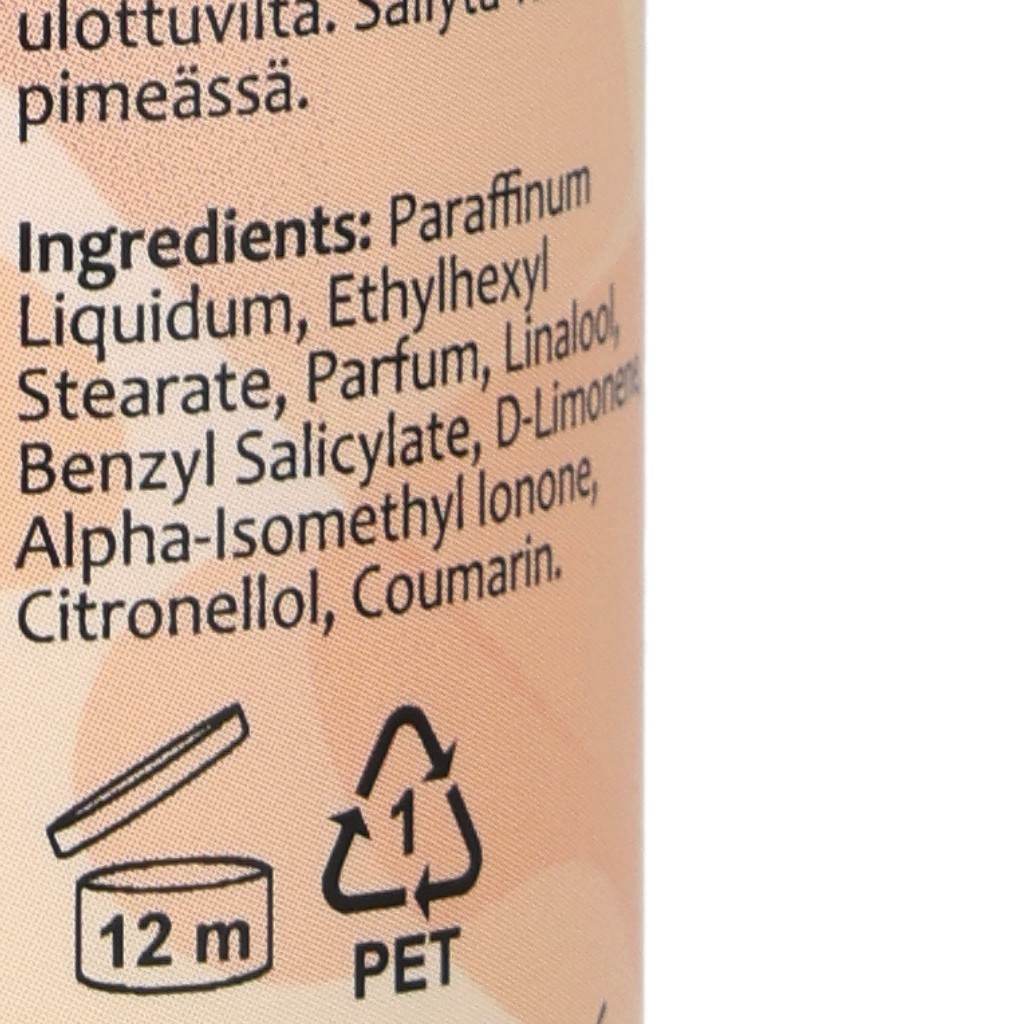 ulottuvilta. Säilytä
pimeässä.
Ingredients: Paraffinum
Liquidum, Ethylhexyl
Stearate, Parfum, Linalool,
Benzyl Salicylate, D-Limonene,
Alpha-Isomethyl Ionone,
Citronellol, Coumarin.
1
12 m
PET